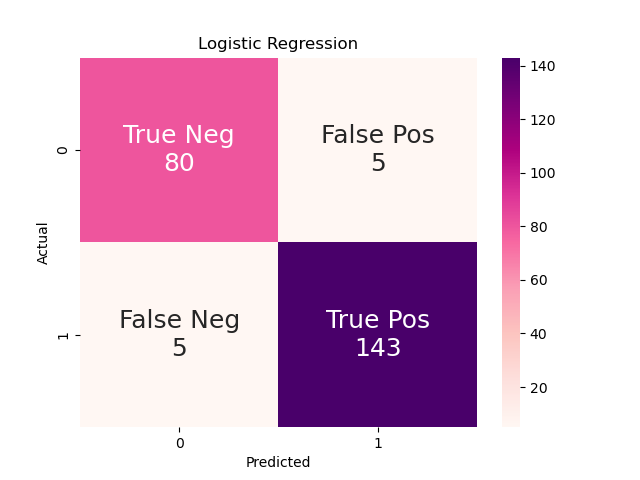 Logistic Regression
Actual
0
True Neg
80
False Pos
5
1
False Neg
5
True Pos
143
0
1
Predicted
140
120
100
80
60
40
20